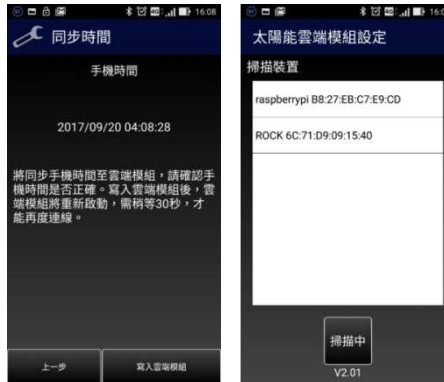 16:08
同步時間
手機時間
2017/09/20 04:08:28
將同步手機時間至雲端模組，請確認手
機時間是否正確。寫入雲端模組後，雲
端模組將重新啟動，需稍等30秒，才
能再度連線。
上一步
寫入雲端模組
太陽能雲端模組設定
掃描裝置
raspberrypi B8:27:EB:C7:E9:CD
ROCK 6C:71:D9:09:15:40
掃描中
V2.01